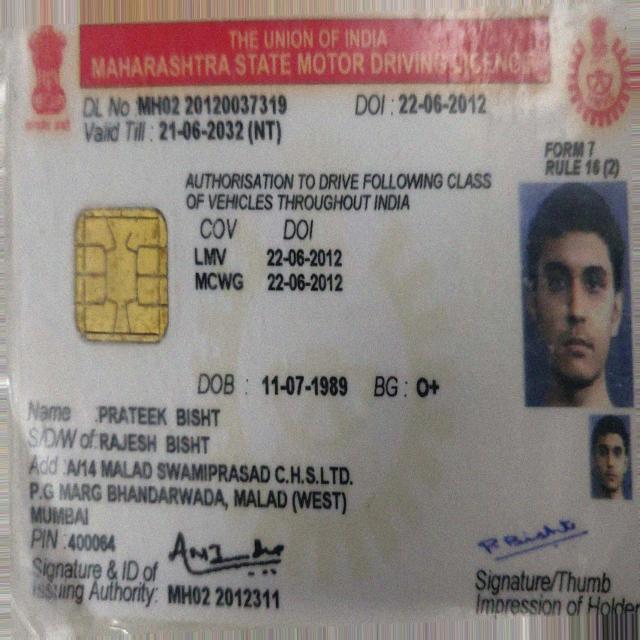 THE UNION OF INDIA
MAHARASHTRA STATE MOTOR DRIVING LICENCE
DL No MH02 20120037319 DOI : 22-06-2012
Valid Till : 21-06-2032 (NT)
FORM 7
RULE 16 (2)
AUTHORISATION TO DRIVE FOLLOWING CLASS
OF VEHICLES THROUGHOUT INDIA
COV DOI
LMV 22-06-2012
MCWG 22-06-2012
DOB : 11-07-1989 BG : O+
Name PRATEEK BISHT
S/D/W of RAJESH BISHT
Add A/14 MALAD SWAMIPRASAD C.H.S.LTD.
P.G MARG BHANDARWADA, MALAD (WEST)
MUMBAI
PIN : 400064
P Bisht
Signature & ID of
Issuing Authority: MH02 2012311
Signature/Thumb
Impression of Holder